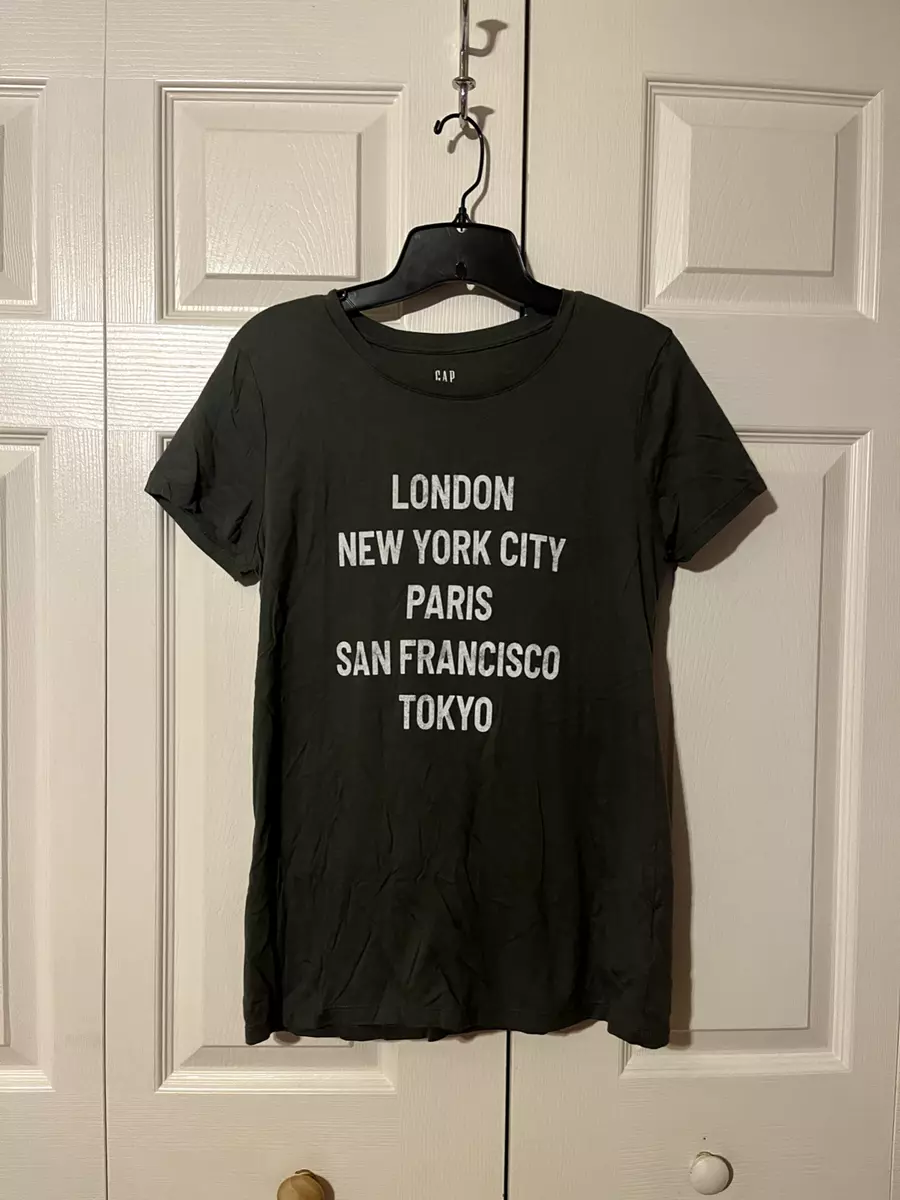 GAP
LONDON
NEW YORK CITY
PARIS
SAN FRANCISCO
TOKYO